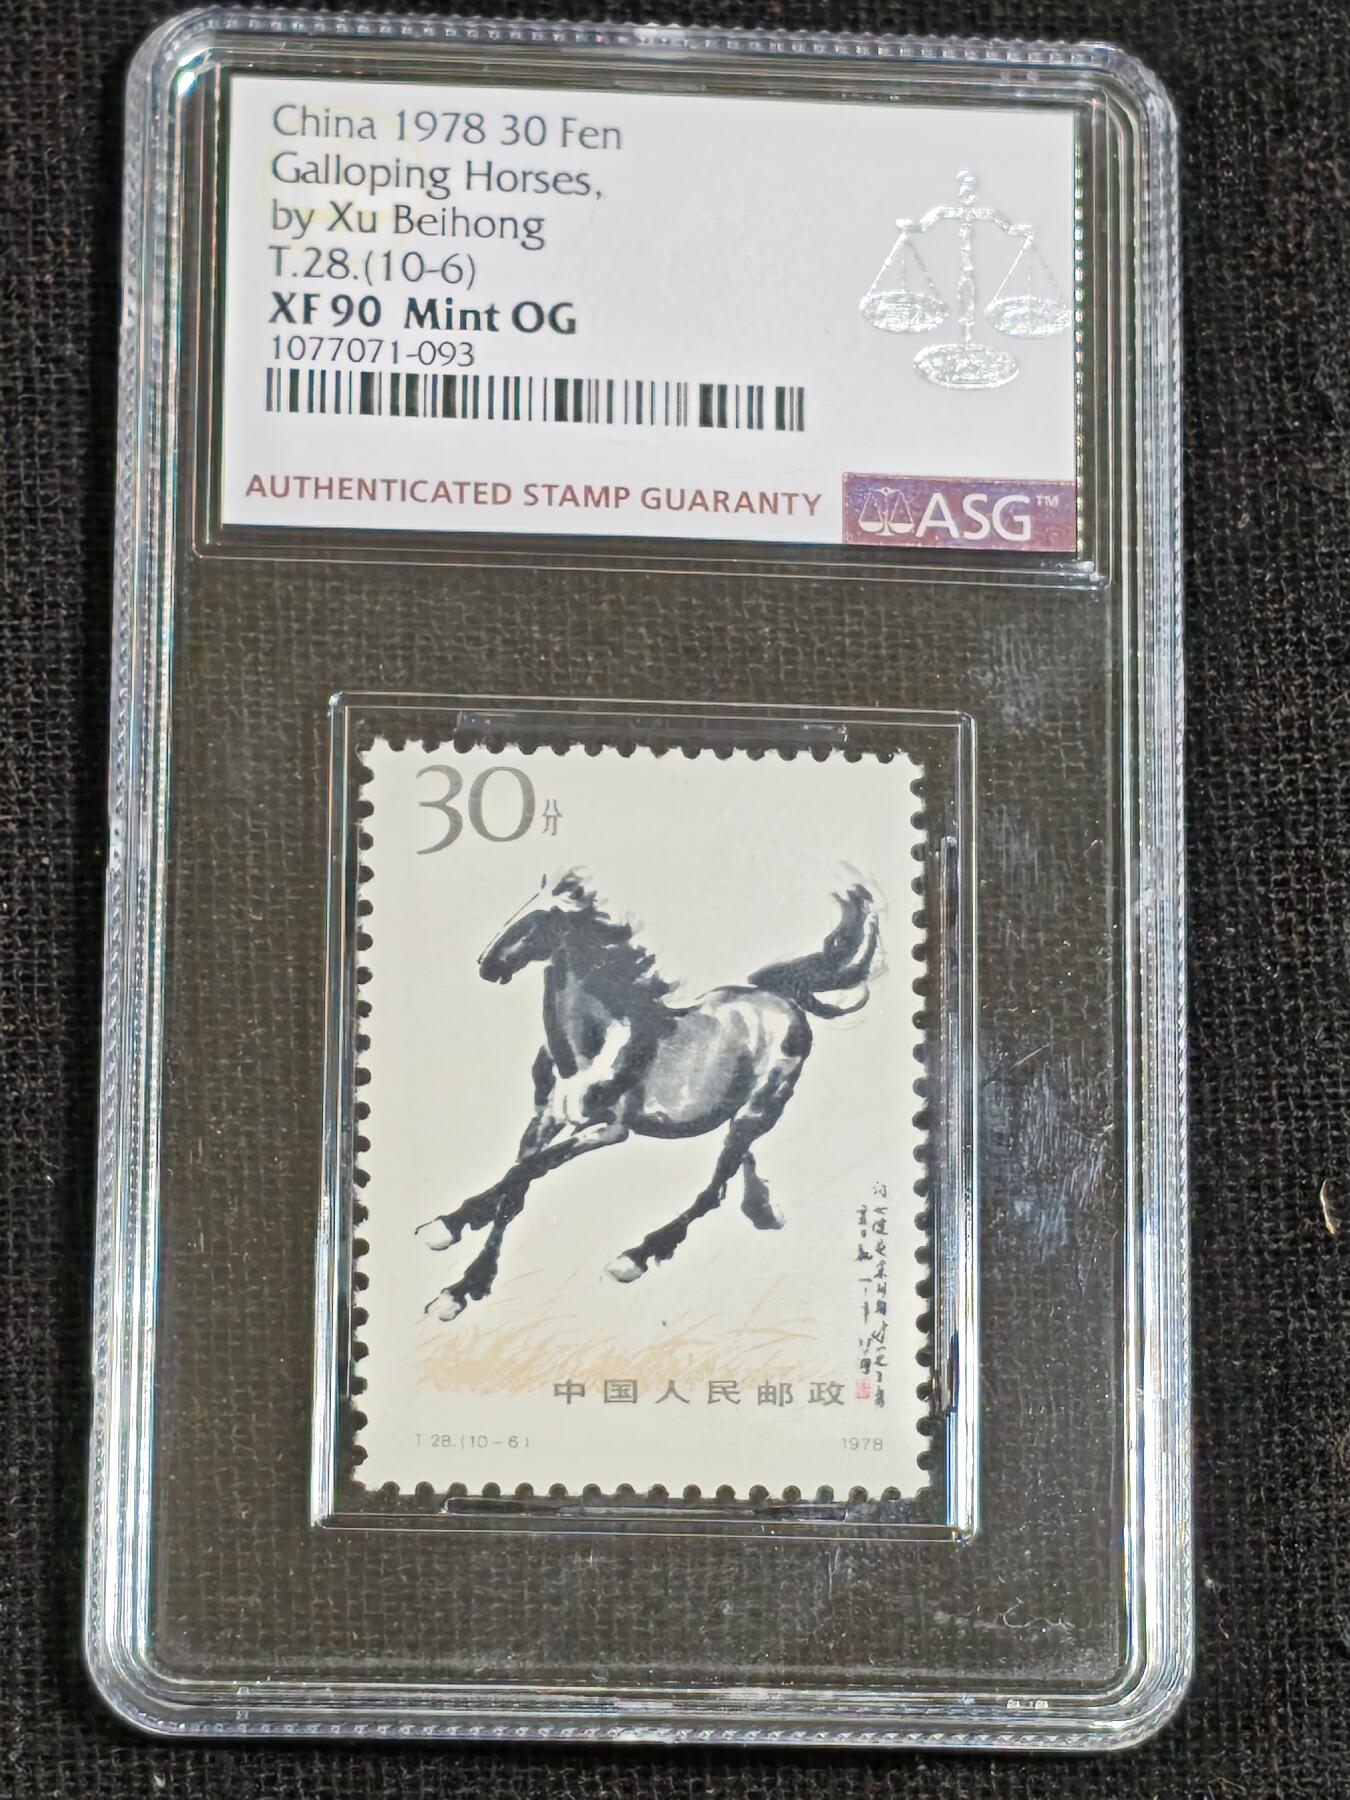 China 1978 30 Fen
Galloping Horses,
by Xu Beihong
T.28.(10-6)
XF 90 Mint OG
1077071-093
AUTHENTICATED STAMP GUARANTY
ASG™
30分
中国人民邮政
T.28.(10-6)
1978